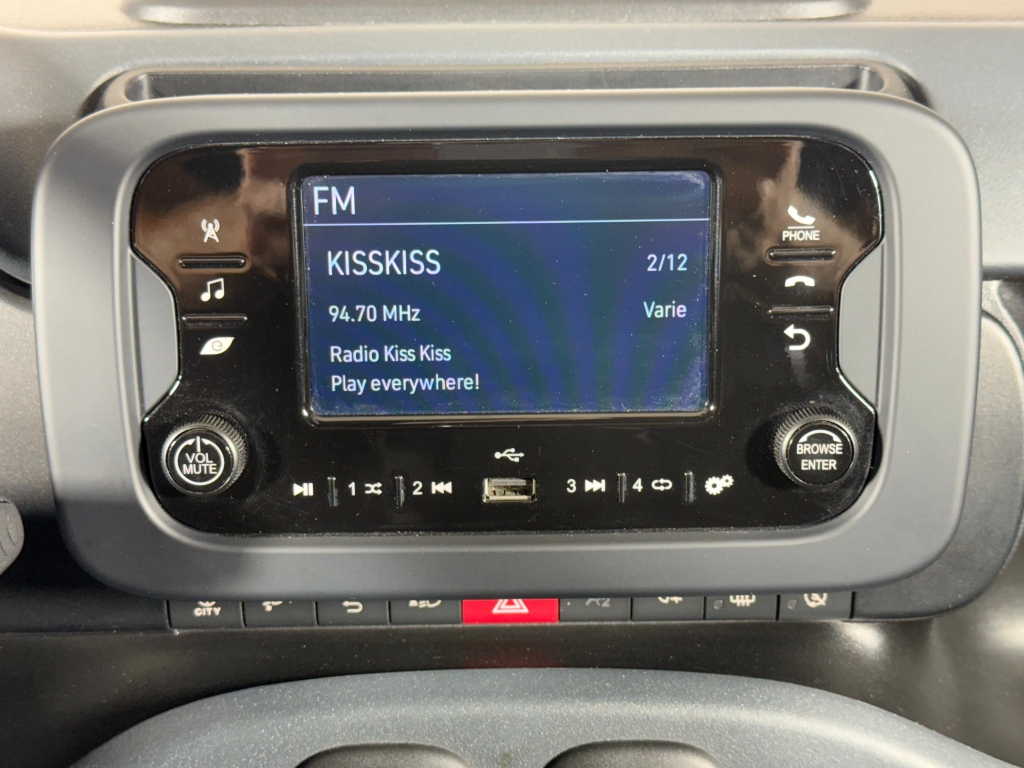 FM
KISSKISS
2/12
94.70 MHz
Varie
Radio Kiss Kiss
Play everywhere!
PHONE
VOL
MUTE
BROWSE
ENTER
1
2
3
4
CITY